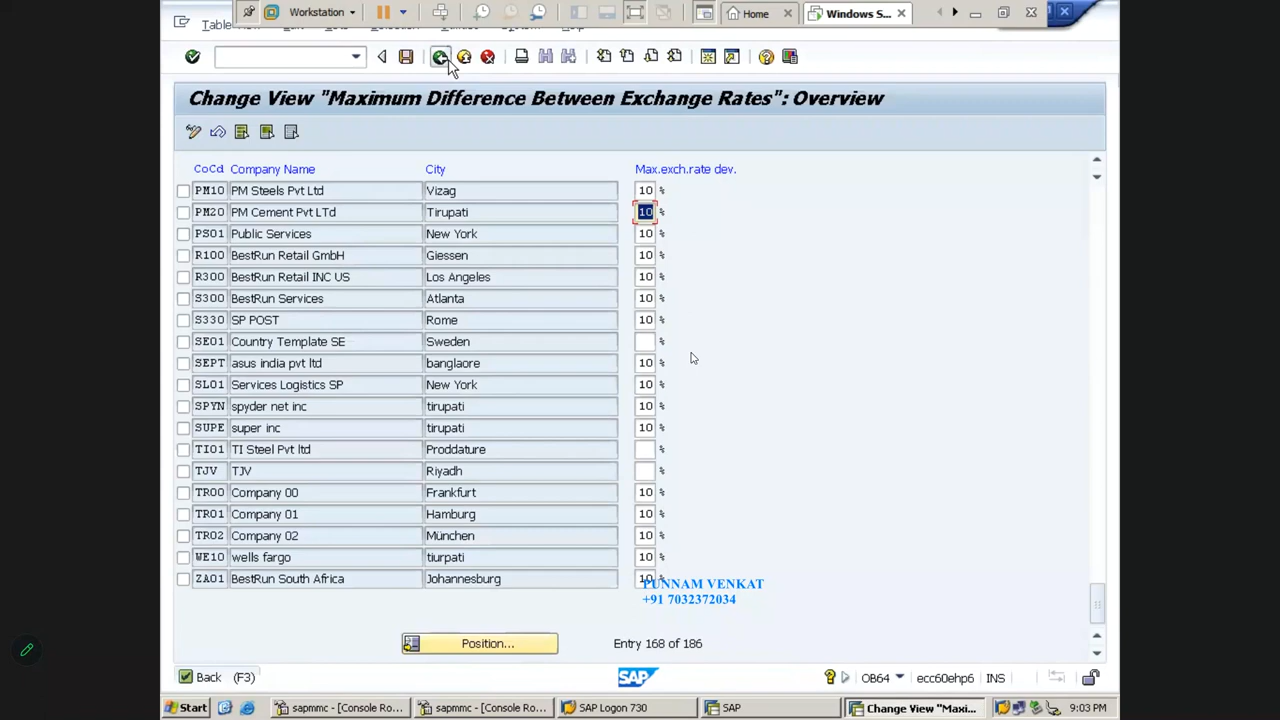 Workstation
Home
Windows S...
Change View "Maximum Difference Between Exchange Rates": Overview
CoCd Company Name City Max.exch.rate dev.
PM10 PM Steels Pvt Ltd Vizag 10 %
PM20 PM Cement Pvt LTd Tirupati 10 %
PS01 Public Services New York 10 %
R100 BestRun Retail GmbH Giessen 10 %
R300 BestRun Retail INC US Los Angeles 10 %
S300 BestRun Services Atlanta 10 %
S330 SP POST Rome 10 %
SE01 Country Template SE Sweden %
SEPT asus india pvt ltd banglaore 10 %
SL01 Services Logistics SP New York 10 %
SPYN spyder net inc tirupati 10 %
SUPE super inc tirupati 10 %
TI01 TI Steel Pvt ltd Proddature %
TJV TJV Riyadh %
TR00 Company 00 Frankfurt 10 %
TR01 Company 01 Hamburg 10 %
TR02 Company 02 München 10 %
WE10 wells fargo tiurpati 10 %
ZA01 BestRun South Africa Johannesburg 10 %
PUNNAM VENKAT
+91 7032372034
Position... Entry 168 of 186
Back (F3) SAP OB64 ecc60ehp6 INS
Start sapmmc - [Console Ro... sapmmc - [Console Ro... SAP Logon 730 SAP Change View "Maxi... 9:03 PM